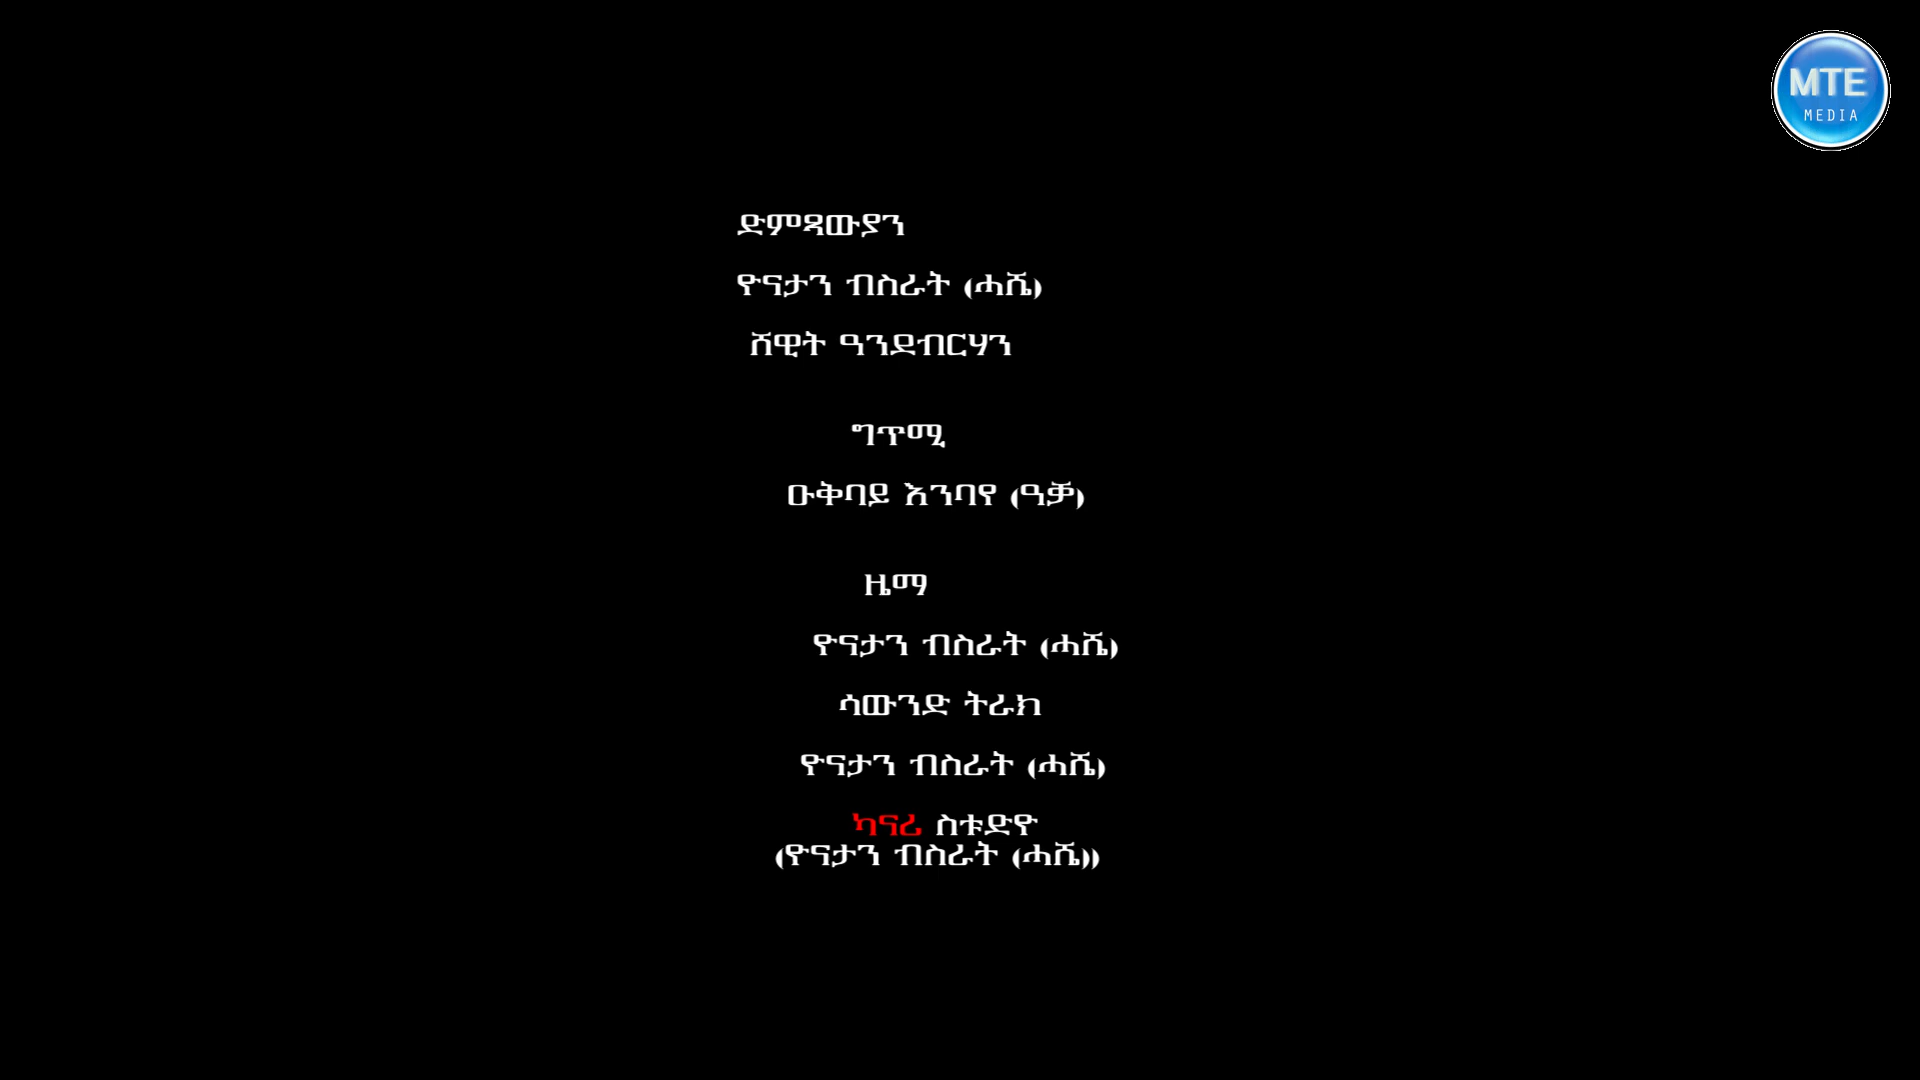 MTE
MEDIA
ድምዳውያን
ዮናታን ብስራት (ሓሼ)
ሸዊት ዓንደብርሃን
ግጥሚ
ዑቅባይ እንባየ (ዓቓ)
ዜማ
ዮናታን ብስራት (ሓሼ)
ሳውንድ ትራክ
ዮናታን ብስራት (ሓሼ)
ካናሪ ስቱድዮ
(ዮናታን ብስራት (ሓሼ))